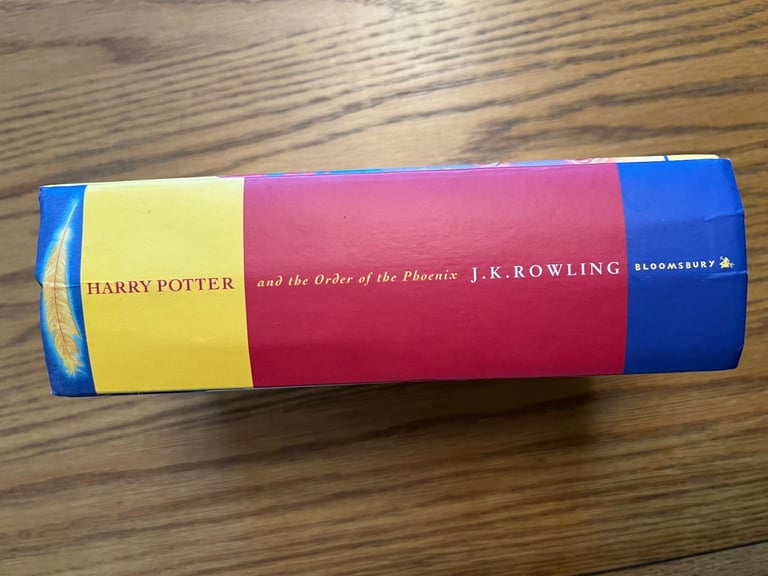 HARRY POTTER and the Order of the Phoenix J.K.ROWLING BLOOMSBURY